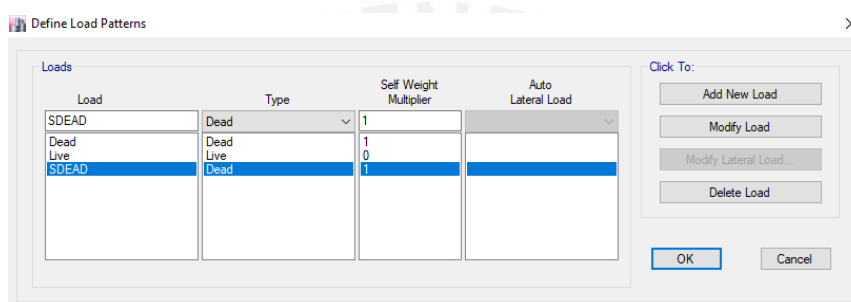 Define Load Patterns
Loads
Click To:
Load Type Self Weight Multiplier Auto Lateral Load
SDEAD Dead 1
Dead Dead 1
Live Live 0
SDEAD Dead 1
Add New Load
Modify Load
Modify Lateral Load...
Delete Load
OK Cancel